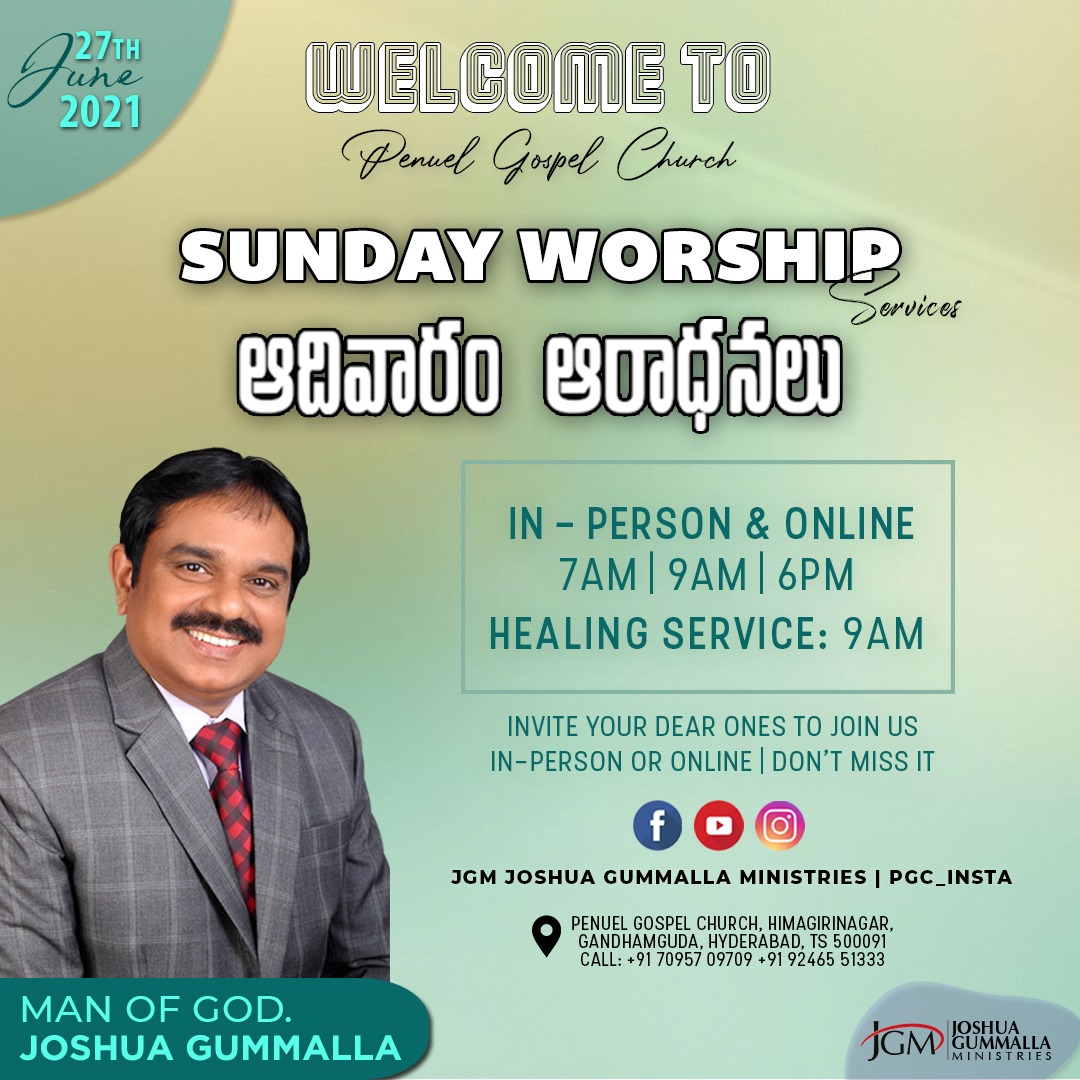 27TH
June
2021
WELCOME TO
Penuel Gospel Church
SUNDAY WORSHIP
Services
ఆదివారం ఆరాధనలు
IN - PERSON & ONLINE
7AM | 9AM | 6PM
HEALING SERVICE: 9AM
INVITE YOUR DEAR ONES TO JOIN US
IN-PERSON OR ONLINE | DON'T MISS IT
JGM JOSHUA GUMMALLA MINISTRIES | PGC_INSTA
PENUEL GOSPEL CHURCH, HIMAGIRINAGAR,
GANDHAMGUDA, HYDERABAD, TS 500091
CALL: +91 70957 09709 +91 92465 51333
MAN OF GOD.
JOSHUA GUMMALLA
JGM
JOSHUA
GUMMALLA
MINISTRIES